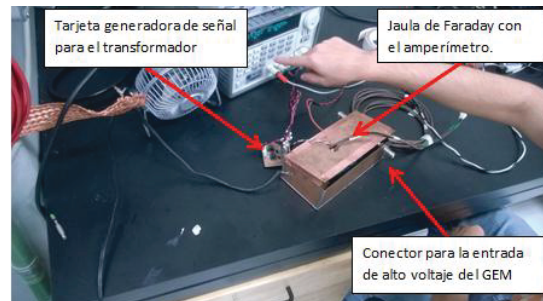 Tarjeta generadora de señal
para el transformador
Jaula de Faraday con
el amperímetro.
Conector para la entrada
de alto voltaje del GEM